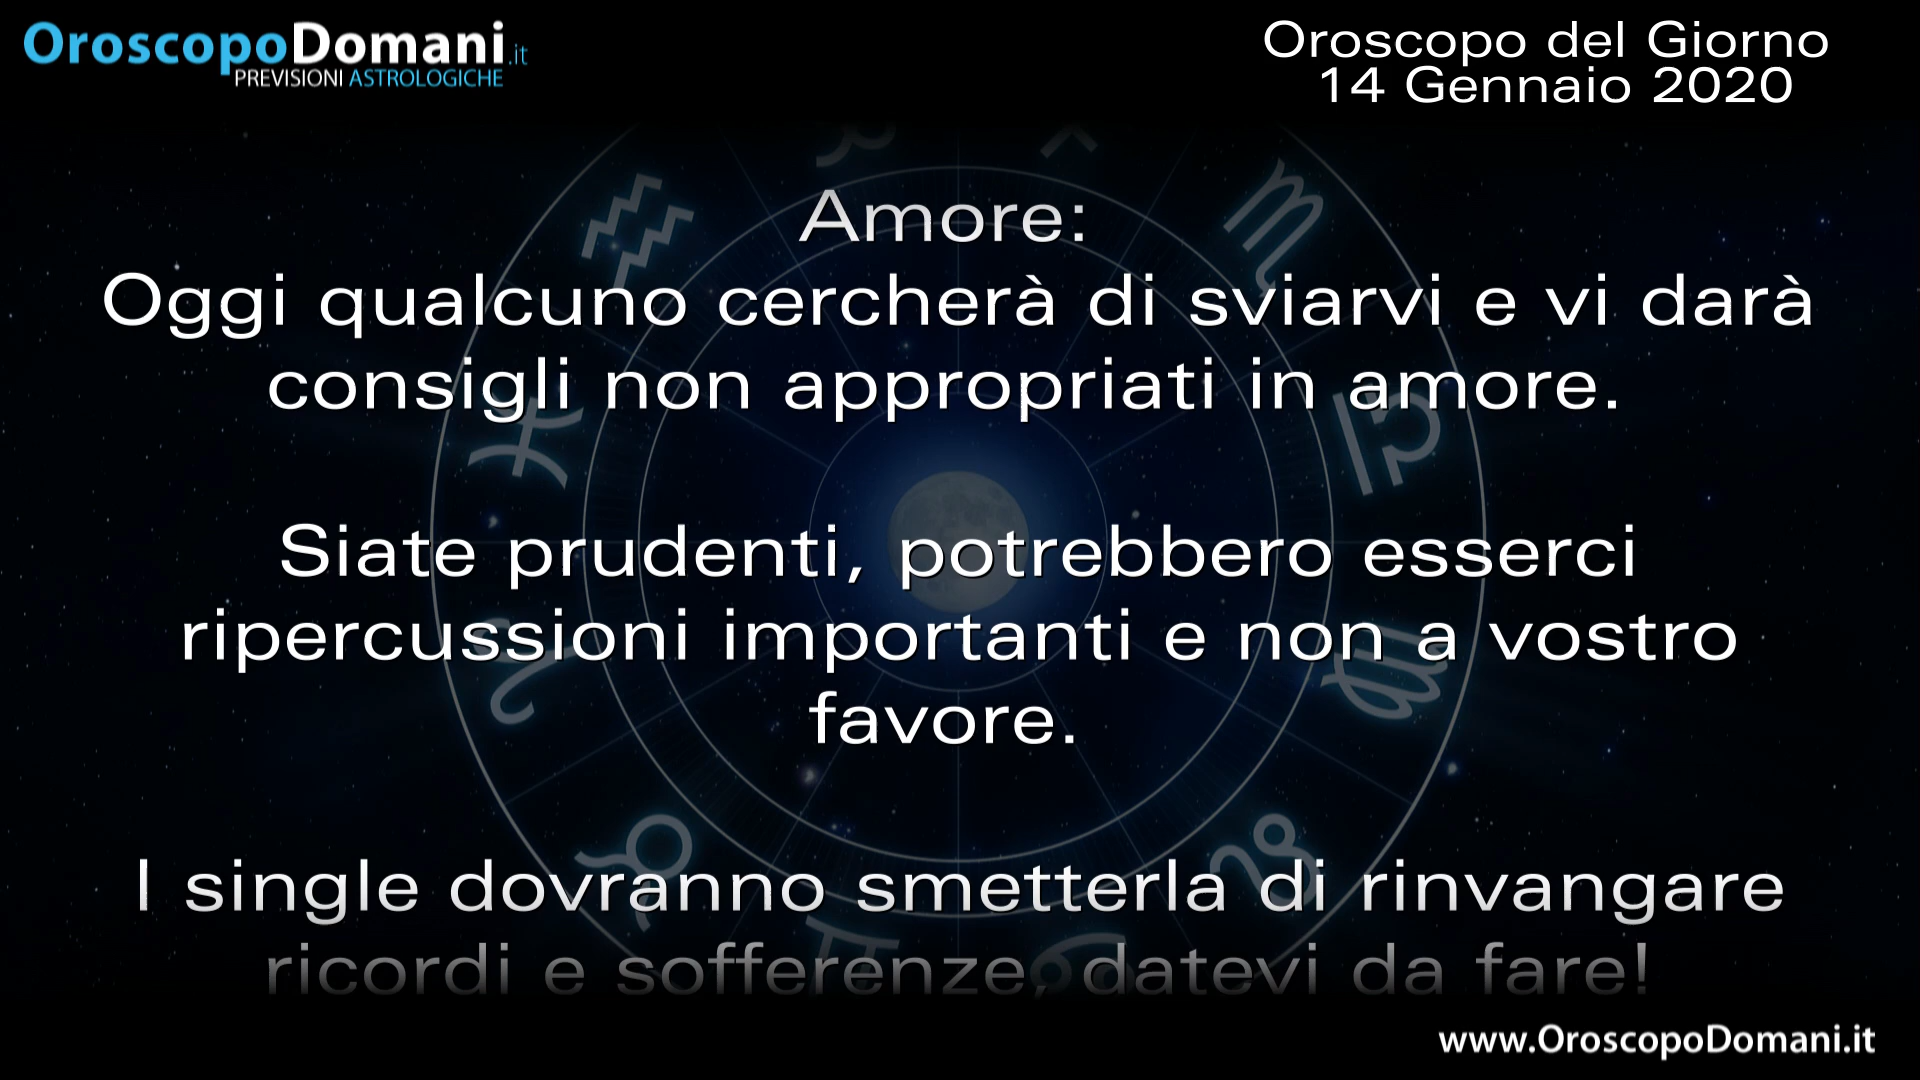 OroscopoDomani.it
PREVISIONI ASTROLOGICHE
Oroscopo del Giorno
14 Gennaio 2020
Amore:
Oggi qualcuno cercherà di sviarvi e vi darà
consigli non appropriati in amore.
Siate prudenti, potrebbero esserci
ripercussioni importanti e non a vostro
favore.
I single dovranno smetterla di rinvangare
ricordi e sofferenze, datevi da fare!
www.OroscopoDomani.it